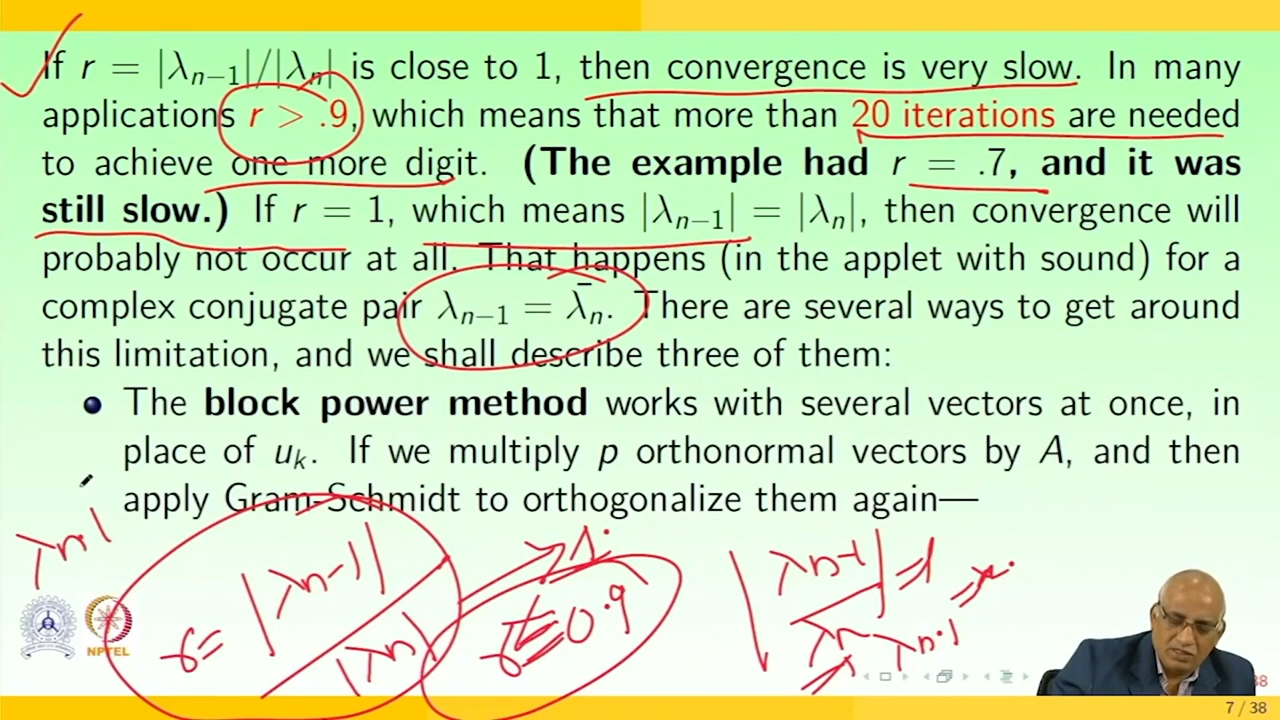 If r = |λₙ₋₁|/|λₙ| is close to 1, then convergence is very slow. In many
applications r > .9, which means that more than 20 iterations are needed
to achieve one more digit. (The example had r = .7, and it was
still slow.) If r = 1, which means |λₙ₋₁| = |λₙ|, then convergence will
probably not occur at all. That happens (in the applet with sound) for a
complex conjugate pair λₙ₋₁ = λ̄ₙ. There are several ways to get around
this limitation, and we shall describe three of them:
The block power method works with several vectors at once, in
place of uₖ. If we multiply p orthonormal vectors by A, and then
apply Gram-Schmidt to orthogonalize them again—
r = |λₙ₋₁| / |λₙ|
0.9
NPTEL
38
7 / 38